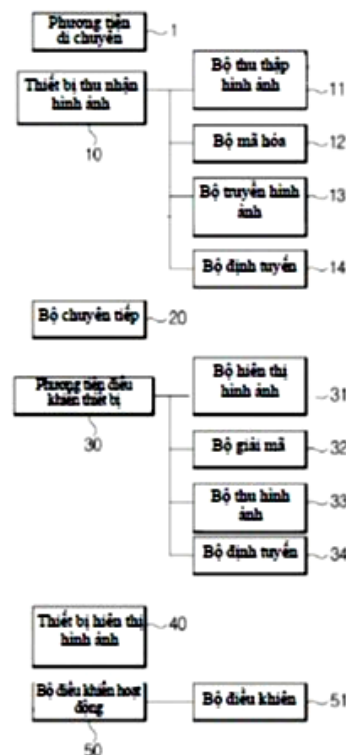 Phương tiện
di chuyển
1
Thiết bị thu nhận
hình ảnh
10
Bộ thu thập
hình ảnh
11
Bộ mã hóa
12
Bộ truyền hình
ảnh
13
Bộ định tuyến
14
Bộ chuyển tiếp
20
Phương tiện điều
khiển thiết bị
30
Bộ hiển thị
hình ảnh
31
Bộ giải mã
32
Bộ thu hình
ảnh
33
Bộ định tuyến
34
Thiết bị hiển thị
hình ảnh
40
Bộ điều khiển hoạt
động
50
Bộ điều khiển
51